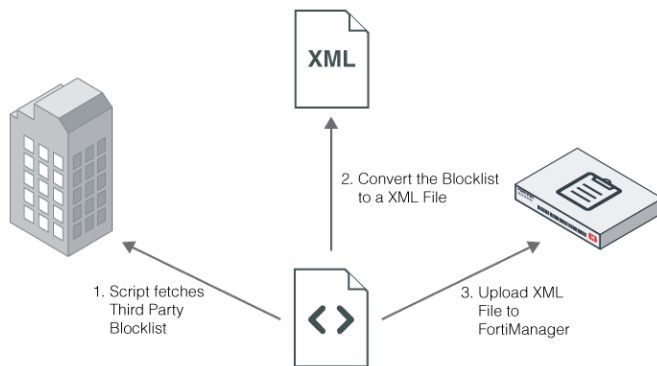 XML
2. Convert the Blocklist
to a XML File
1. Script fetches
Third Party
Blocklist
3. Upload XML
File to
FortiManager